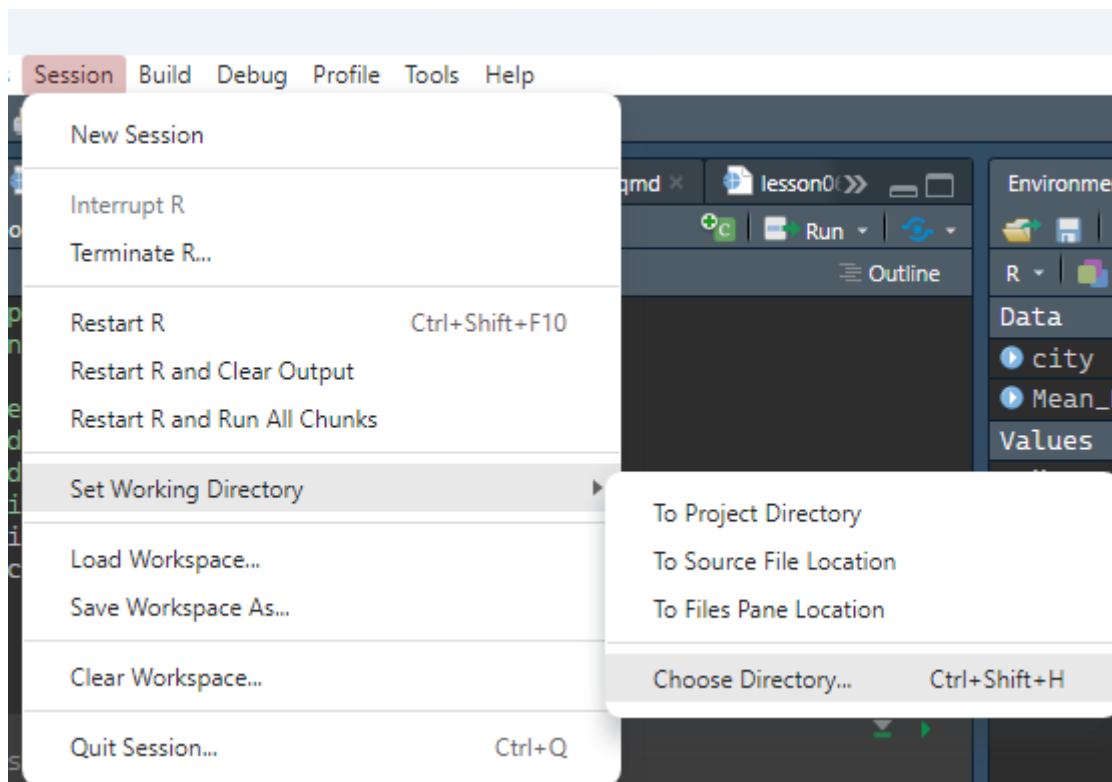 Session Build Debug Profile Tools Help
New Session
Interrupt R
Terminate R...
Restart R Ctrl+Shift+F10
Restart R and Clear Output
Restart R and Run All Chunks
Set Working Directory
Load Workspace...
Save Workspace As...
Clear Workspace...
Quit Session... Ctrl+Q
To Project Directory
To Source File Location
To Files Pane Location
Choose Directory... Ctrl+Shift+H
qmd lesson0
Run
Outline
Environme
R
Data
city
Mean_
Values